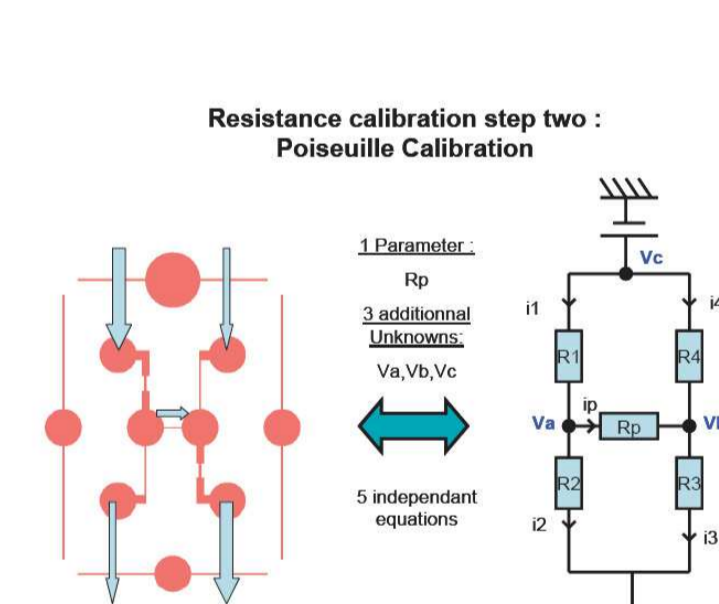 Resistance calibration step two :
Poiseuille Calibration
1 Parameter :
Rp
3 additionnal
Unknowns:
Va,Vb,Vc
5 independant
equations
Vc
i1
R1
R4
Va
ip
Rp
R2
R3
i2
i3